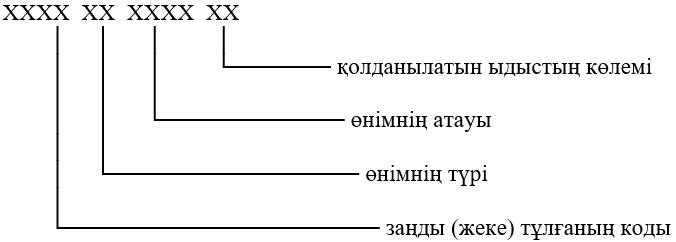 XXXX XX XXXX XX
қолданылатын ыдыстың көлемі
өнімнің атауы
өнімнің түрі
заңды (жеке) тұлғаның коды